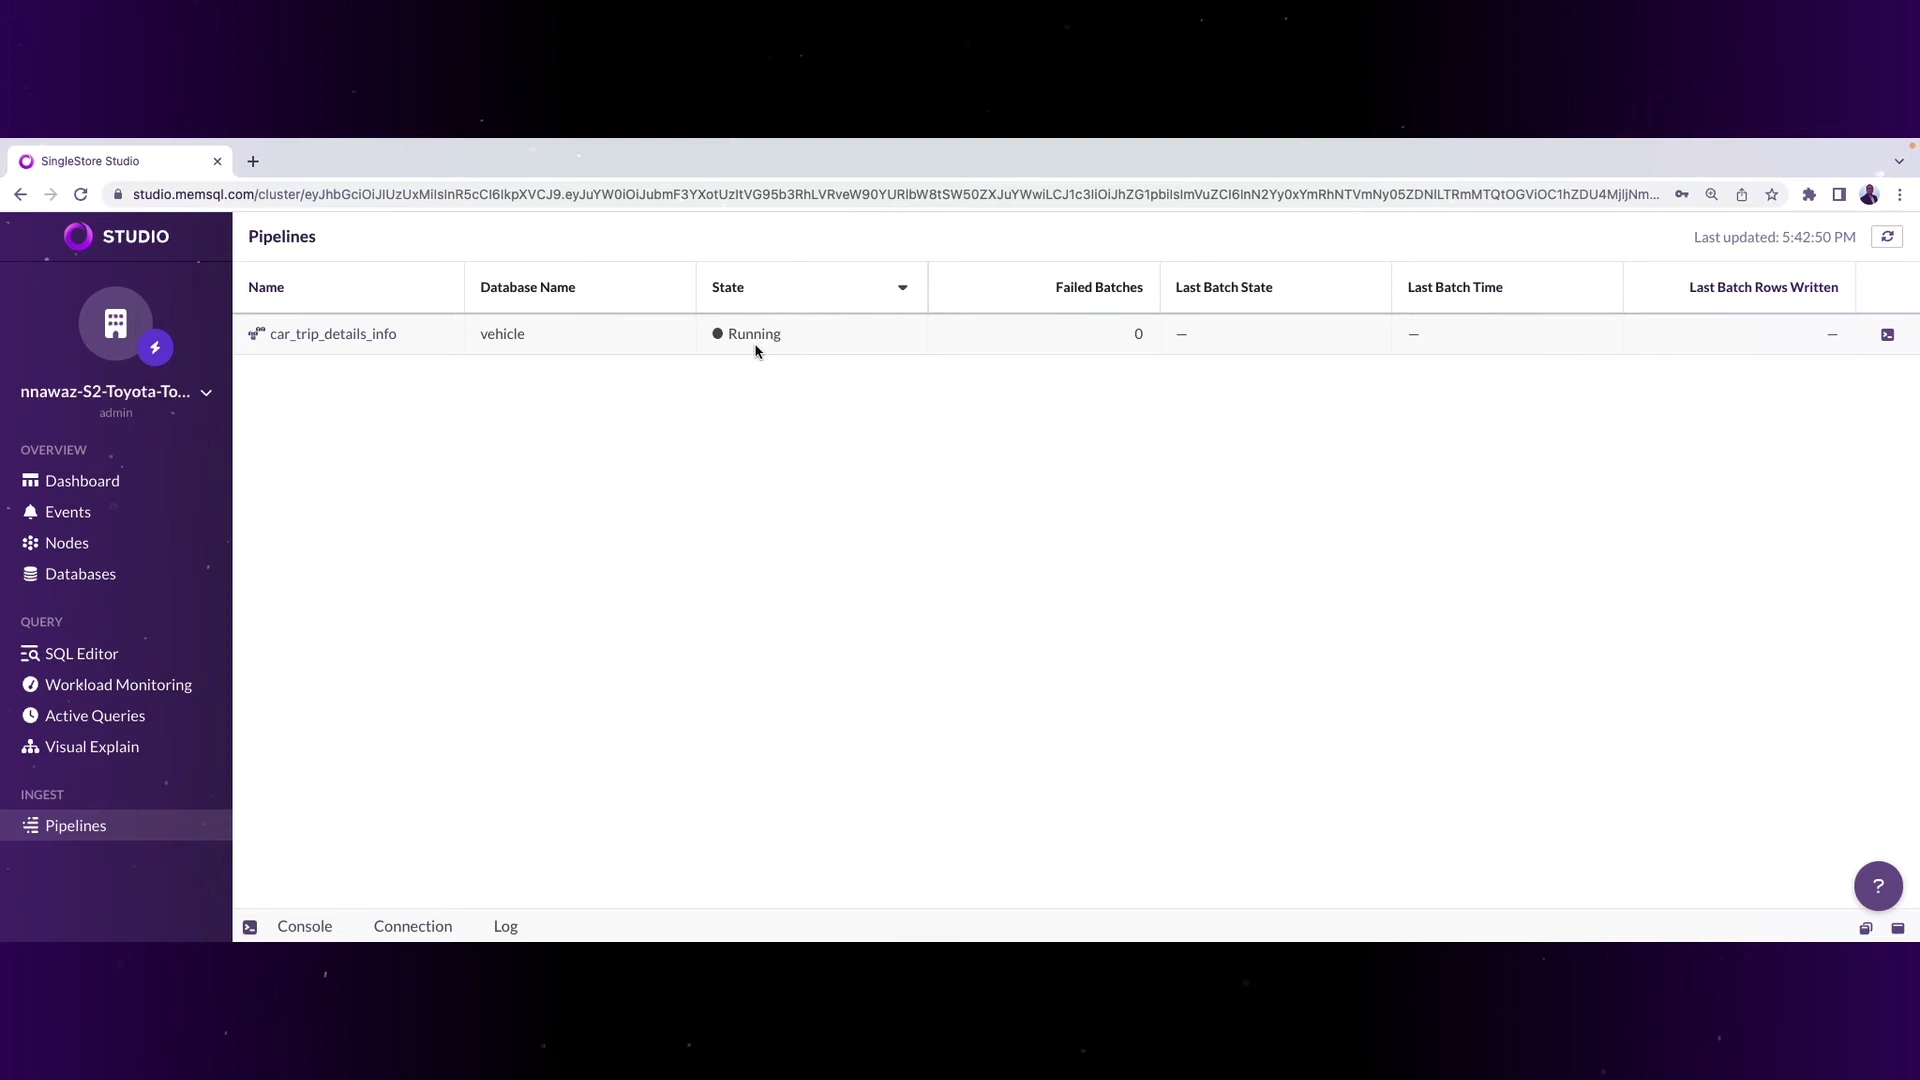 SingleStore Studio
studio.memsql.com/cluster/eyJhbGciOiJIUzUxMiIsInR5cCI6IkpXVCJ9.eyJuYW0iOiJubmF3YXotUzItVG95b3RhLVRveW90YURlbW8tSW50ZXJuYWwiLCJ1c3IiOiJhZG1pbiIsImVuZCI6InN2Yy0xYmRhNTVmNy05ZDNlLTRmMTQtOGViOC1hZDU4MjljNm...
STUDIO
Pipelines
Last updated: 5:42:50 PM
Name Database Name State Failed Batches Last Batch State Last Batch Time Last Batch Rows Written
car_trip_details_info vehicle Running 0 — — —
nnawaz-S2-Toyota-To...
admin
OVERVIEW
Dashboard
Events
Nodes
Databases
QUERY
SQL Editor
Workload Monitoring
Active Queries
Visual Explain
INGEST
Pipelines
?
Console Connection Log